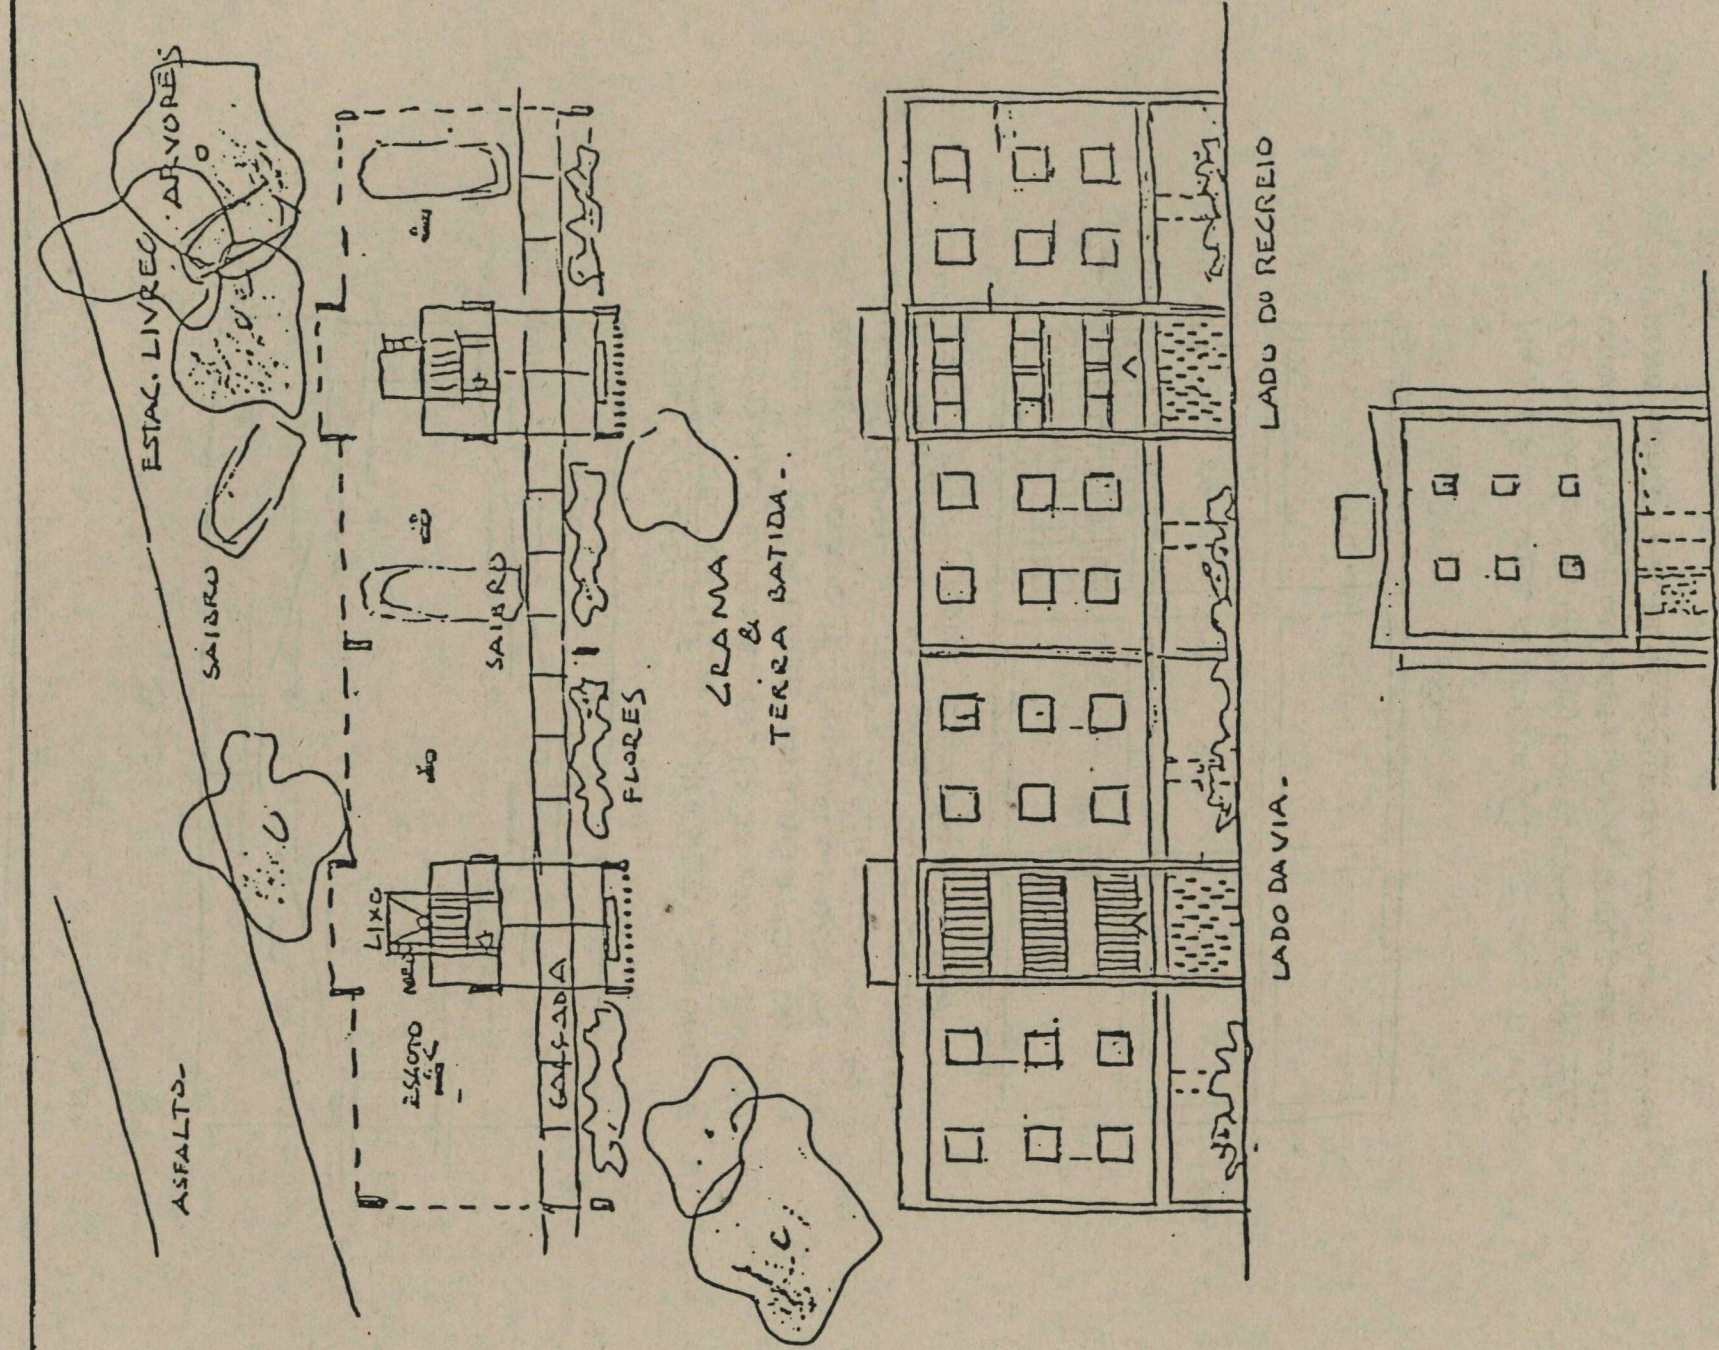 ASFALTO-
ESTAC. LIVRE C. ARVORES
SAIBRO
LIXO
ESGOTO
SAIBRO
CALÇADA
FLORES
GRAMA
&
TERRA BATIDA-.
LADO DA VIA.
LADO DO RECREIO